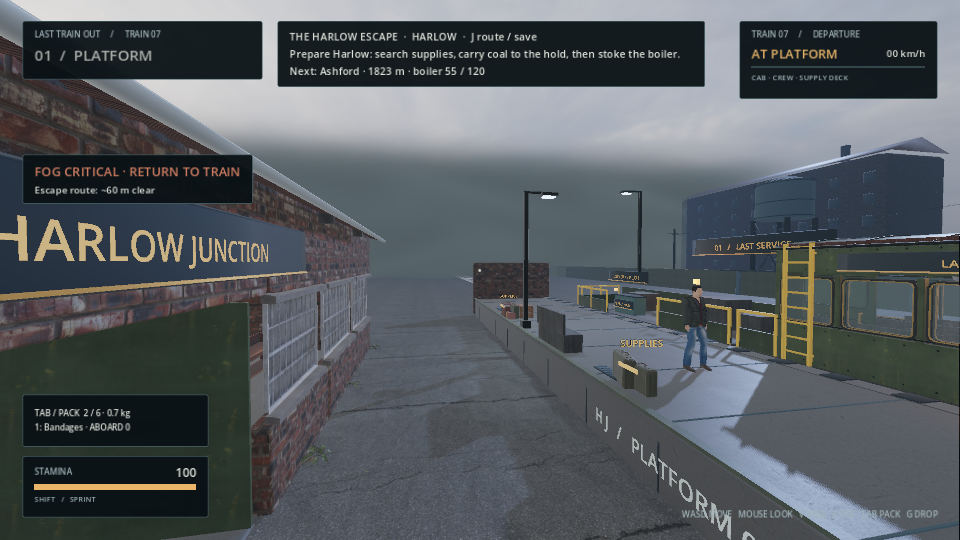 LAST TRAIN OUT / TRAIN 07
01 / PLATFORM
THE HARLOW ESCAPE · HARLOW · J route / save
Prepare Harlow: search supplies, carry coal to the hold, then stoke the boiler.
Next: Ashford · 1823 m · boiler 55 / 120
TRAIN 07 / DEPARTURE
AT PLATFORM 00 km/h
CAB · CREW · SUPPLY DECK
FOG CRITICAL · RETURN TO TRAIN
Escape route: ~60 m clear
HARLOW JUNCTION
01 / LAST SERVICE
LA
SUPPLIES
HJ / PLATFORM
TAB / PACK 2 / 6 · 0.7 kg
1: Bandages · ABOARD 0
STAMINA 100
SHIFT / SPRINT
MOUSE LOOK
TAB PACK G DROP